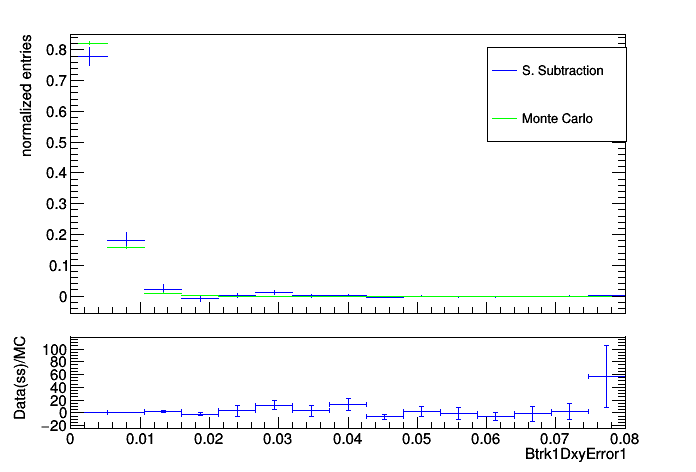 normalized entries
0.8
0.7
0.6
0.5
0.4
0.3
0.2
0.1
0
S. Subtraction
Monte Carlo
Data(ss)/MC
100
80
60
40
20
0
−20
0 0.01 0.02 0.03 0.04 0.05 0.06 0.07 0.08
Btrk1DxyError1